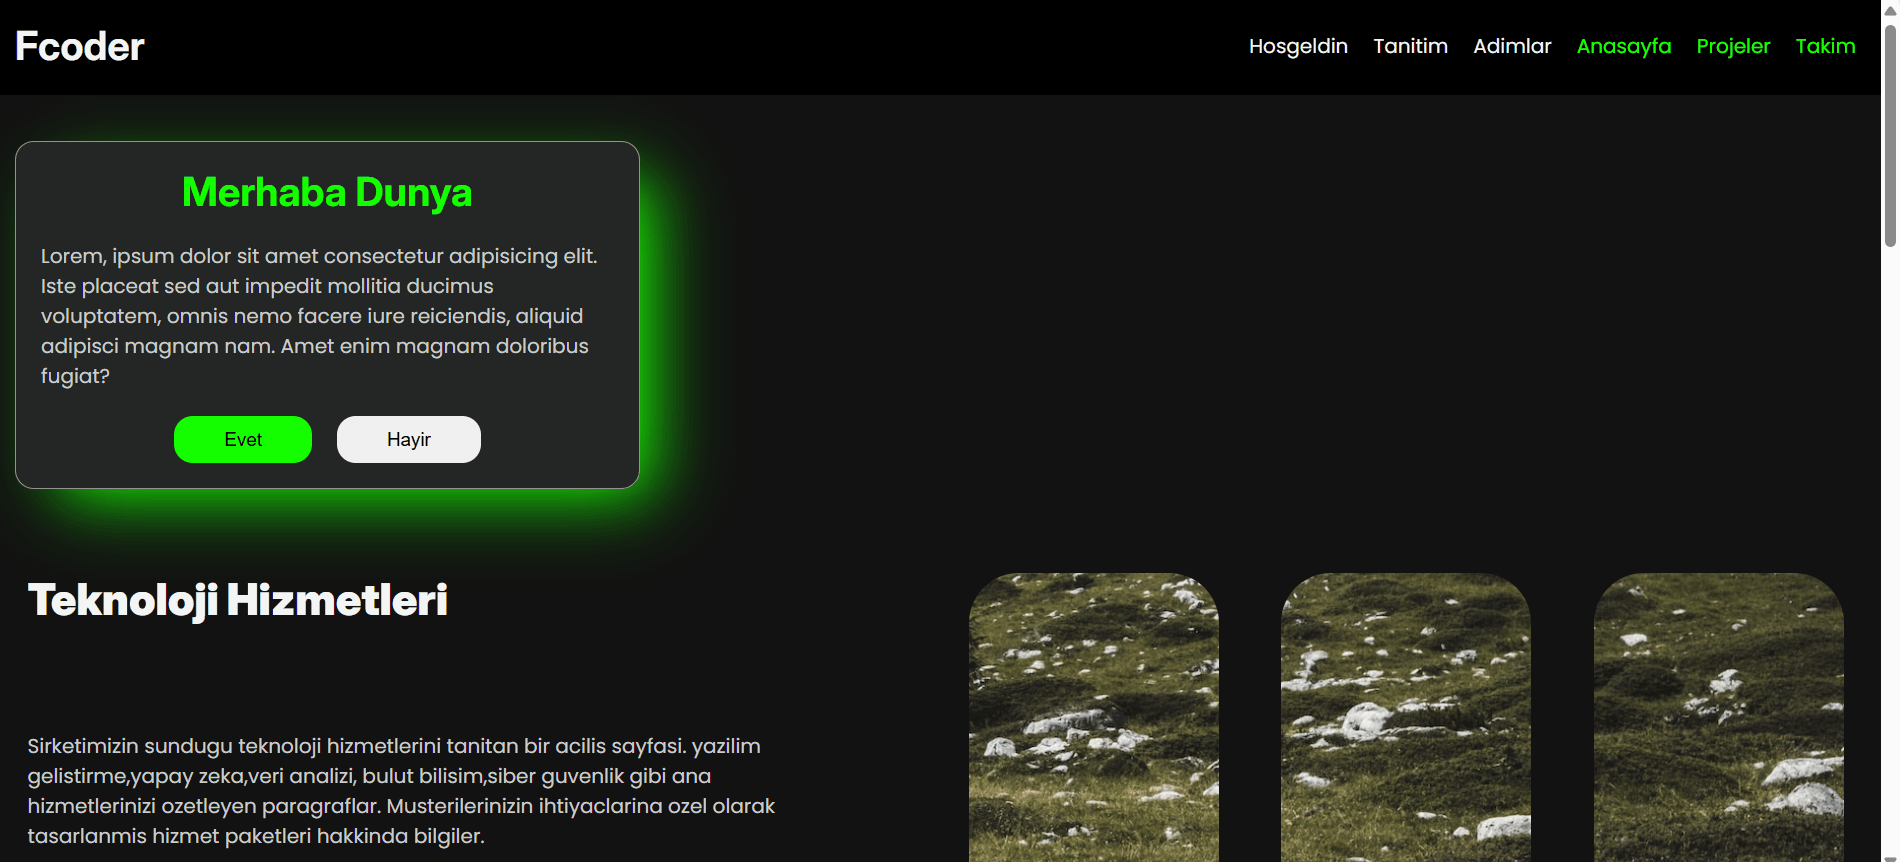 Fcoder
Hosgeldin Tanitim Adimlar Anasayfa Projeler Takim
Merhaba Dunya
Lorem, ipsum dolor sit amet consectetur adipisicing elit.
Iste placeat sed aut impedit mollitia ducimus
voluptatem, omnis nemo facere iure reiciendis, aliquid
adipisci magnam nam. Amet enim magnam doloribus
fugiat?
Evet Hayir
Teknoloji Hizmetleri
Sirketimizin sundugu teknoloji hizmetlerini tanitan bir acilis sayfasi. yazilim
gelistirme,yapay zeka,veri analizi, bulut bilisim,siber guvenlik gibi ana
hizmetlerinizi ozetleyen paragraflar. Musterilerinizin ihtiyaclarina ozel olarak
tasarlanmis hizmet paketleri hakkinda bilgiler.